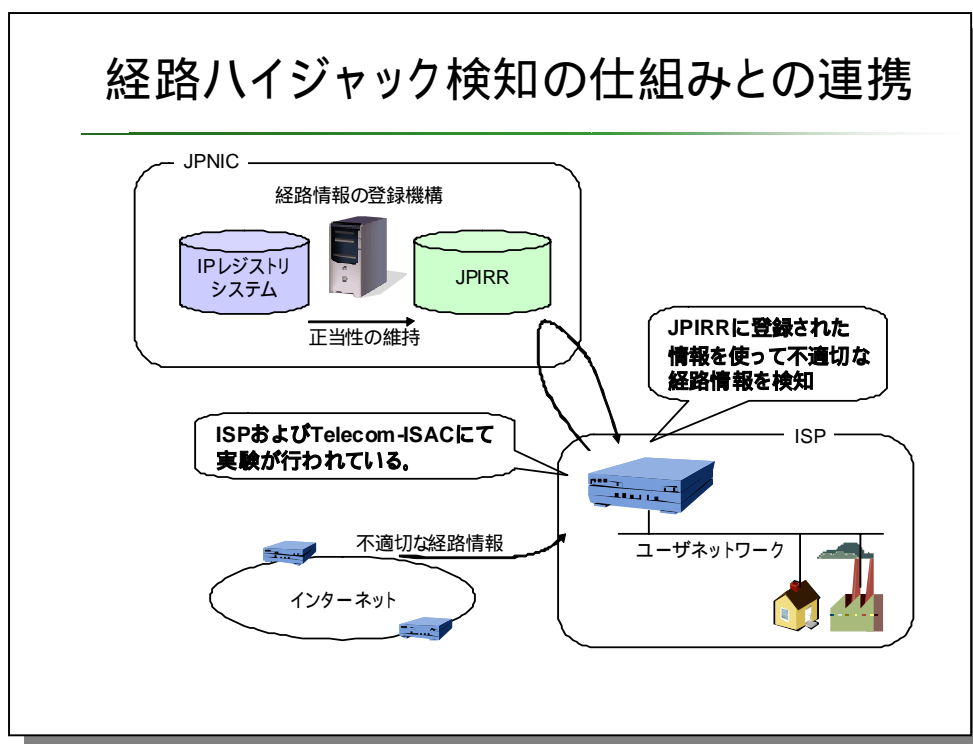 経路ハイジャック検知の仕組みとの連携
JPNIC
経路情報の登録機構
IPレジストリ
システム
JPIRR
正当性の維持
JPIRRに登録された
情報を使って不適切な
経路情報を検知
ISPおよびTelecom-ISACにて
実験が行われている。
ISP
不適切な経路情報
ユーザネットワーク
インターネット